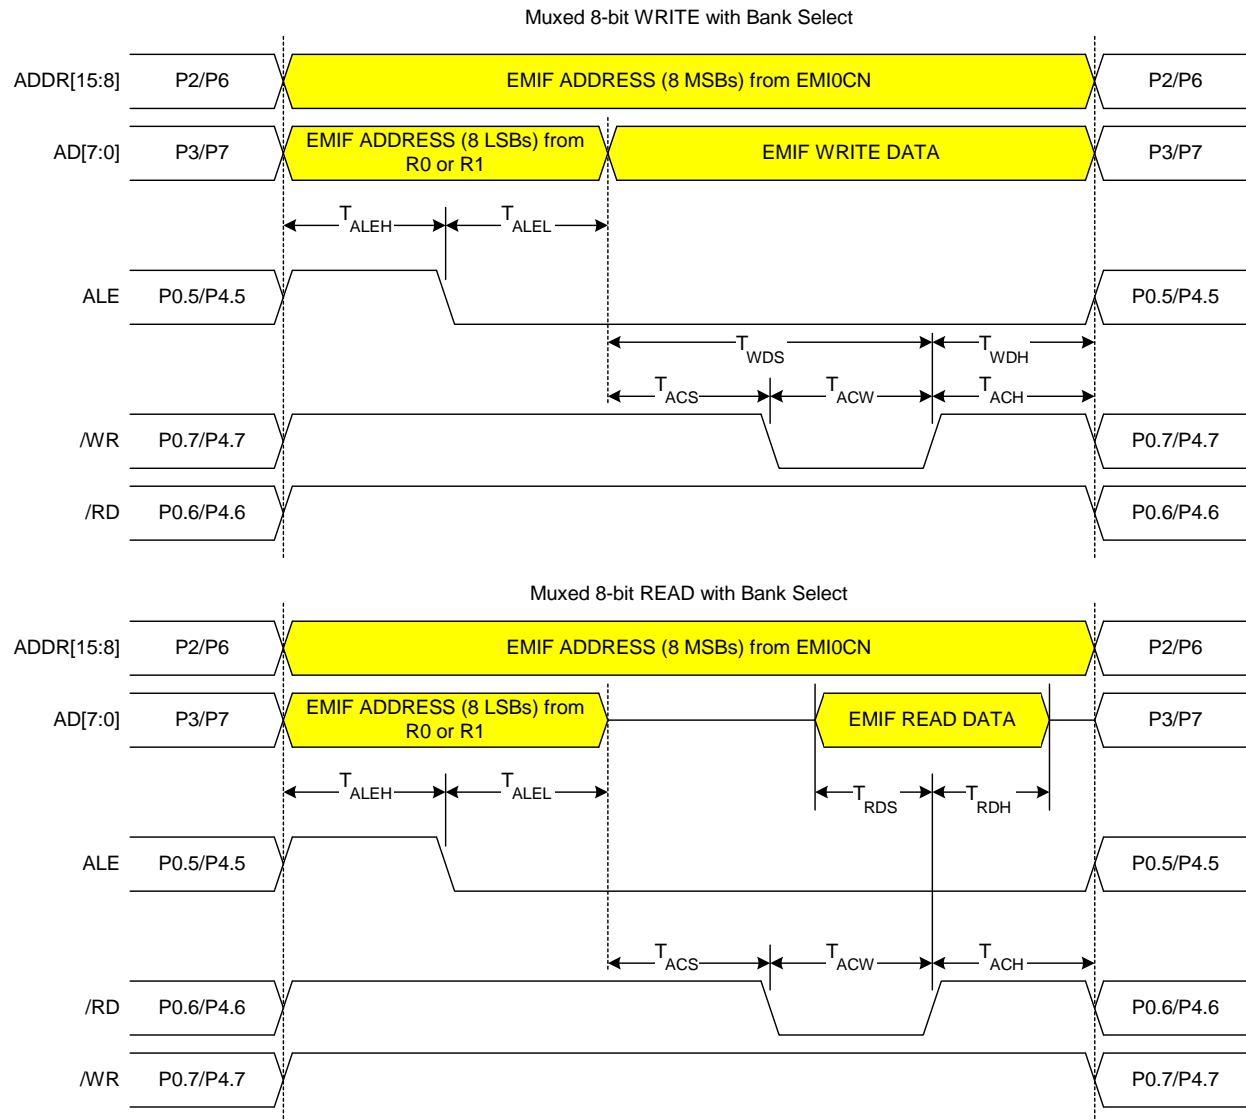 Muxed 8-bit WRITE with Bank Select
ADDR[15:8] P2/P6 EMIF ADDRESS (8 MSBs) from EMI0CN P2/P6
AD[7:0] P3/P7 EMIF ADDRESS (8 LSBs) from R0 or R1 EMIF WRITE DATA P3/P7
TALEH TALEL
ALE P0.5/P4.5 P0.5/P4.5
TWDS TWDH
TACS TACW TACH
/WR P0.7/P4.7 P0.7/P4.7
/RD P0.6/P4.6 P0.6/P4.6
Muxed 8-bit READ with Bank Select
ADDR[15:8] P2/P6 EMIF ADDRESS (8 MSBs) from EMI0CN P2/P6
AD[7:0] P3/P7 EMIF ADDRESS (8 LSBs) from R0 or R1 EMIF READ DATA P3/P7
TALEH TALEL TRDS TRDH
ALE P0.5/P4.5 P0.5/P4.5
TACS TACW TACH
/RD P0.6/P4.6 P0.6/P4.6
/WR P0.7/P4.7 P0.7/P4.7